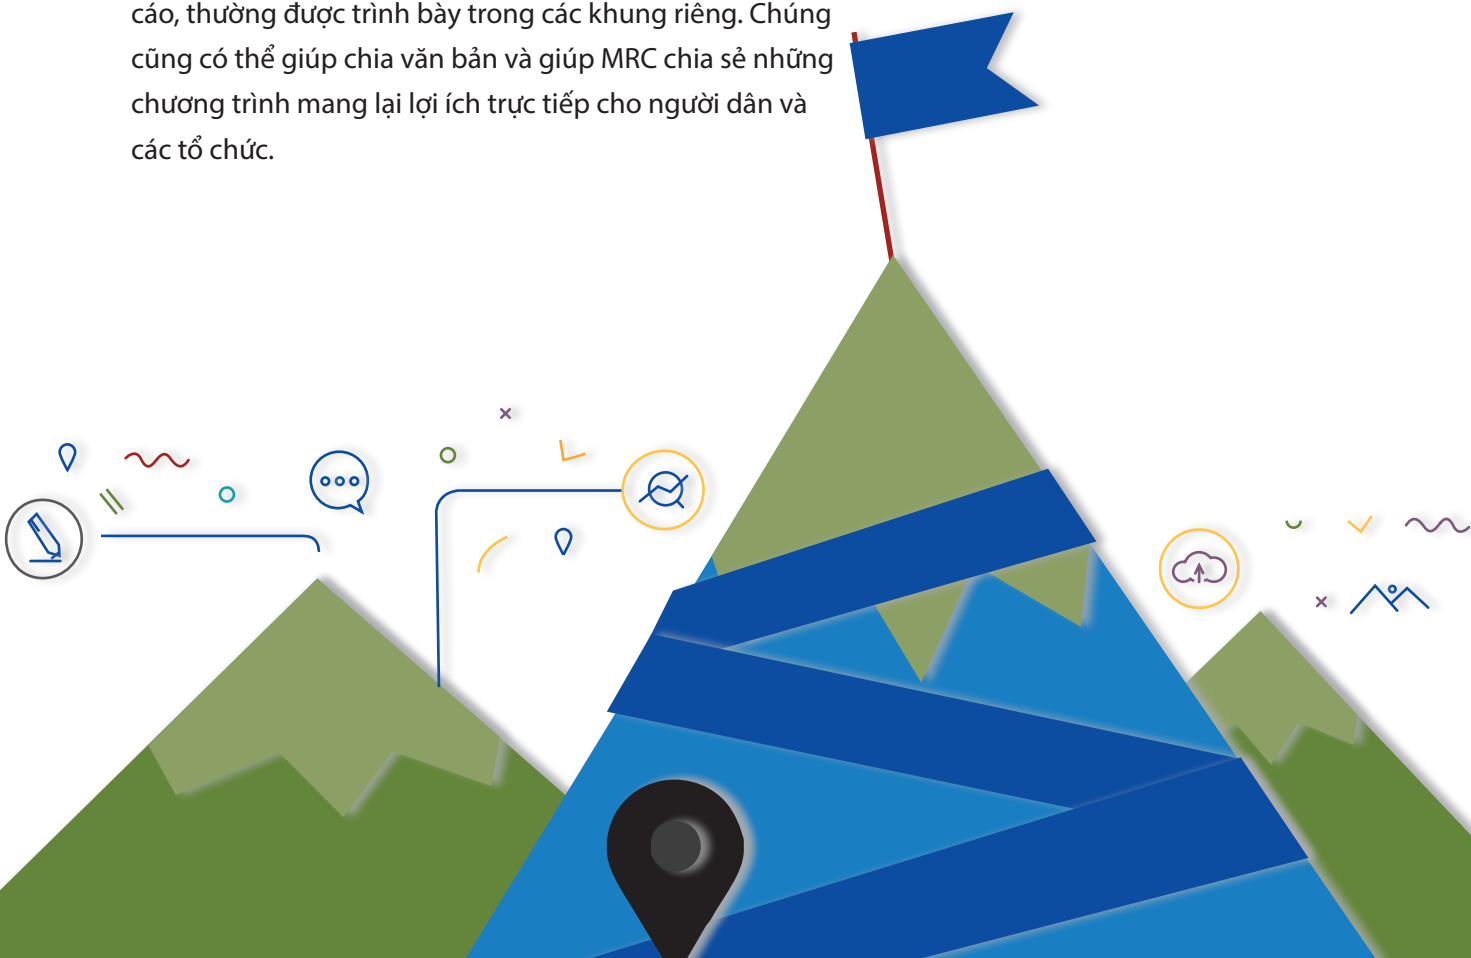 cáo, thường được trình bày trong các khung riêng. Chúng
cũng có thể giúp chia văn bản và giúp MRC chia sẻ những
chương trình mang lại lợi ích trực tiếp cho người dân và
các tổ chức.